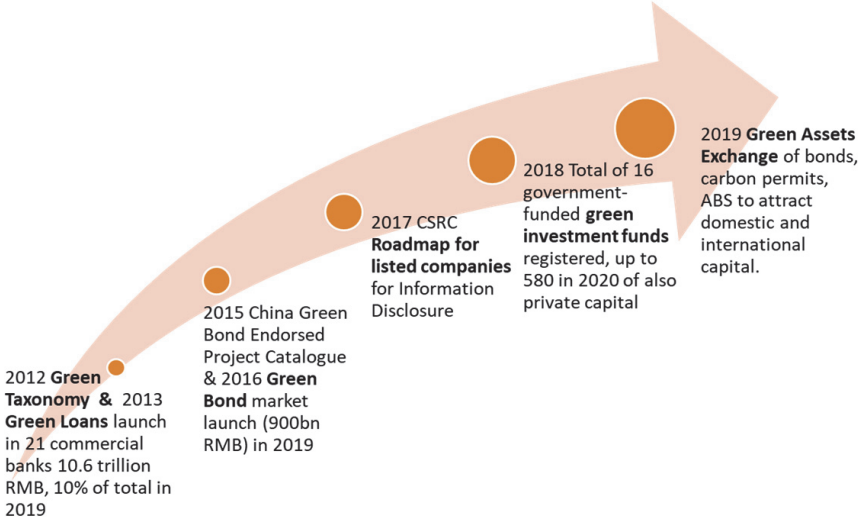 2012 Green
Taxonomy & 2013
Green Loans launch
in 21 commercial
banks 10.6 trillion
RMB, 10% of total in
2019
2015 China Green
Bond Endorsed
Project Catalogue
& 2016 Green
Bond market
launch (900bn
RMB) in 2019
2017 CSRC
Roadmap for
listed companies
for Information
Disclosure
2018 Total of 16
government-
funded green
investment funds
registered, up to
580 in 2020 of also
private capital
2019 Green Assets
Exchange of bonds,
carbon permits,
ABS to attract
domestic and
international
capital.